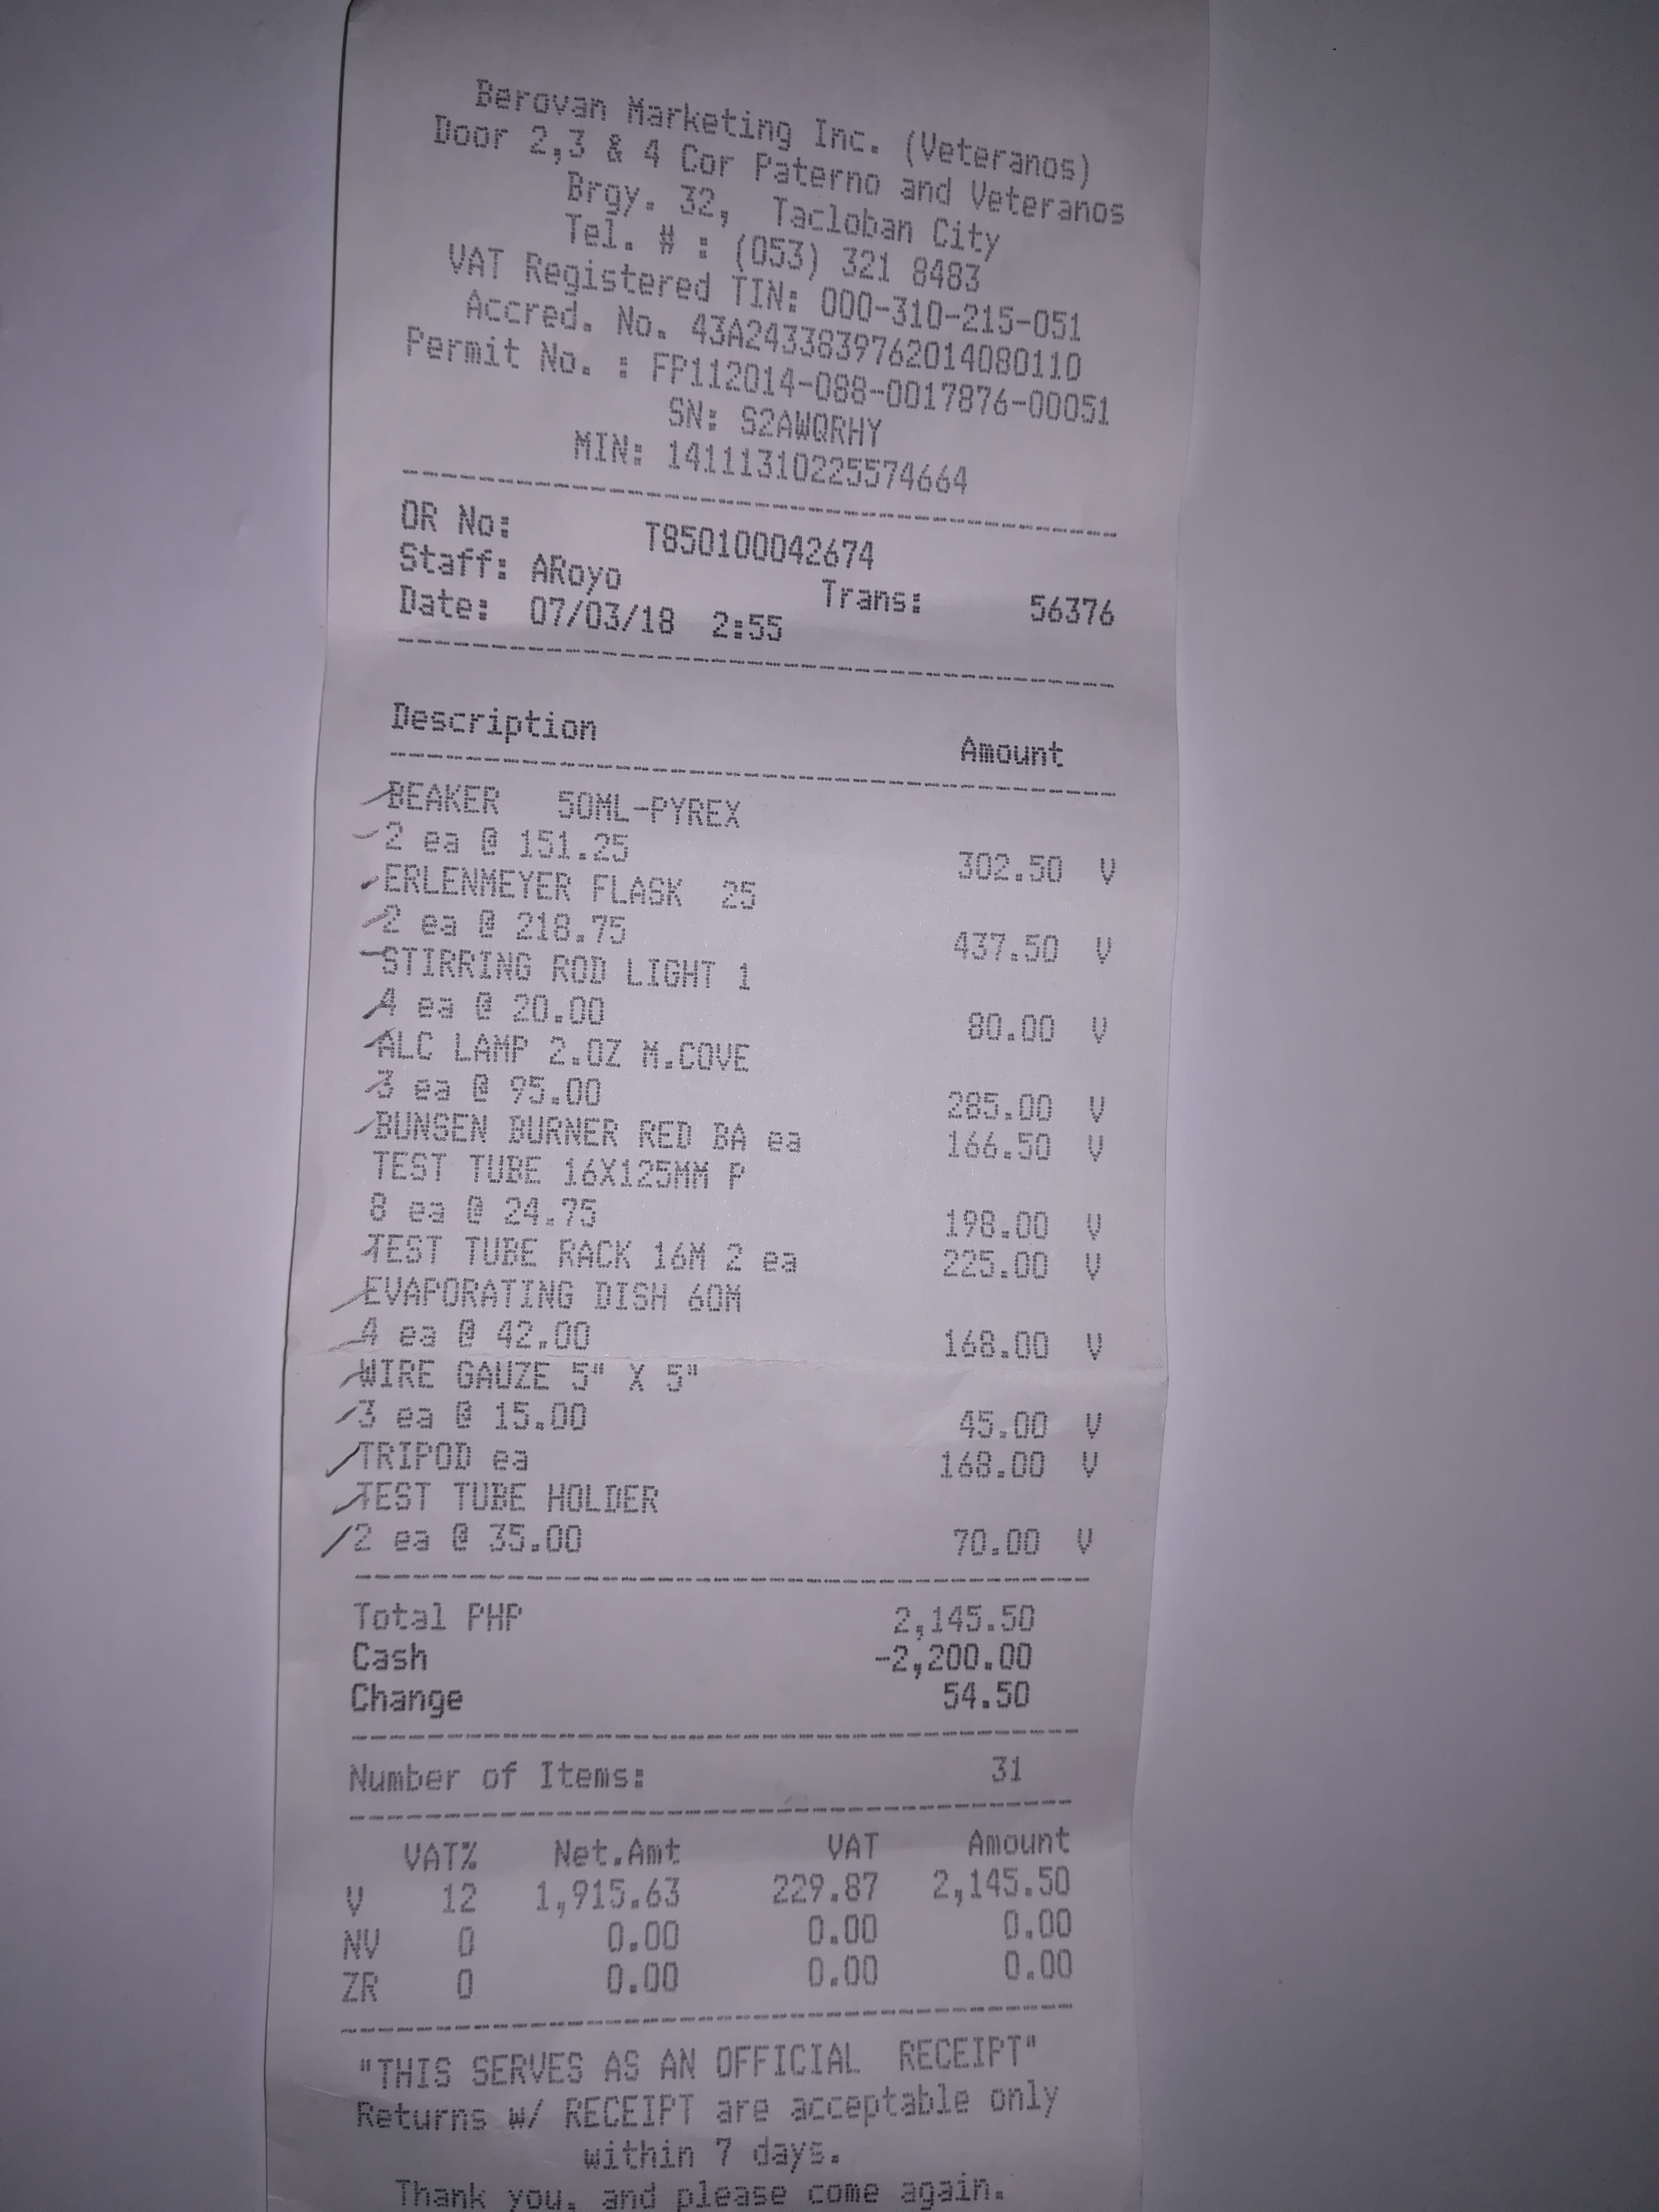 Berovan Marketing Inc. (Veteranos)
Door 2,3 & 4 Cor Paterno and Veteranos
Brgy. 32, Tacloban City
Tel. # : (053) 321 8483
VAT Registered TIN: 000-310-215-051
Accred. No. 43A2433839762014080110
Permit No. : FP112014-088-0017876-00051
SN: S2AWQRHY
MIN: 14111310225574664
OR No: T850100042674
Staff: ARoyo Trans: 56376
Date: 07/03/18 2:55
Description Amount
BEAKER 50ML-PYREX
2 ea @ 151.25 302.50 V
ERLENMEYER FLASK 25
2 ea @ 218.75 437.50 V
STIRRING ROD LIGHT 1
4 ea @ 20.00 80.00 V
ALC LAMP 2.OZ M.COVE
3 ea @ 95.00 285.00 V
BUNSEN BURNER RED BA ea 166.50 V
TEST TUBE 16X125MM P
8 ea @ 24.75 198.00 V
TEST TUBE RACK 16M 2 ea 225.00 V
EVAPORATING DISH 60M
4 ea @ 42.00 168.00 V
WIRE GAUZE 5" X 5"
3 ea @ 15.00 45.00 V
TRIPOD ea 168.00 V
TEST TUBE HOLDER
2 ea @ 35.00 70.00 V
Total PHP 2,145.50
Cash -2,200.00
Change 54.50
Number of Items: 31
VAT% Net.Amt VAT Amount
V 12 1,915.63 229.87 2,145.50
NV 0 0.00 0.00 0.00
ZR 0 0.00 0.00 0.00
"THIS SERVES AS AN OFFICIAL RECEIPT"
Returns w/ RECEIPT are acceptable only
within 7 days.
Thank you, and please come again.